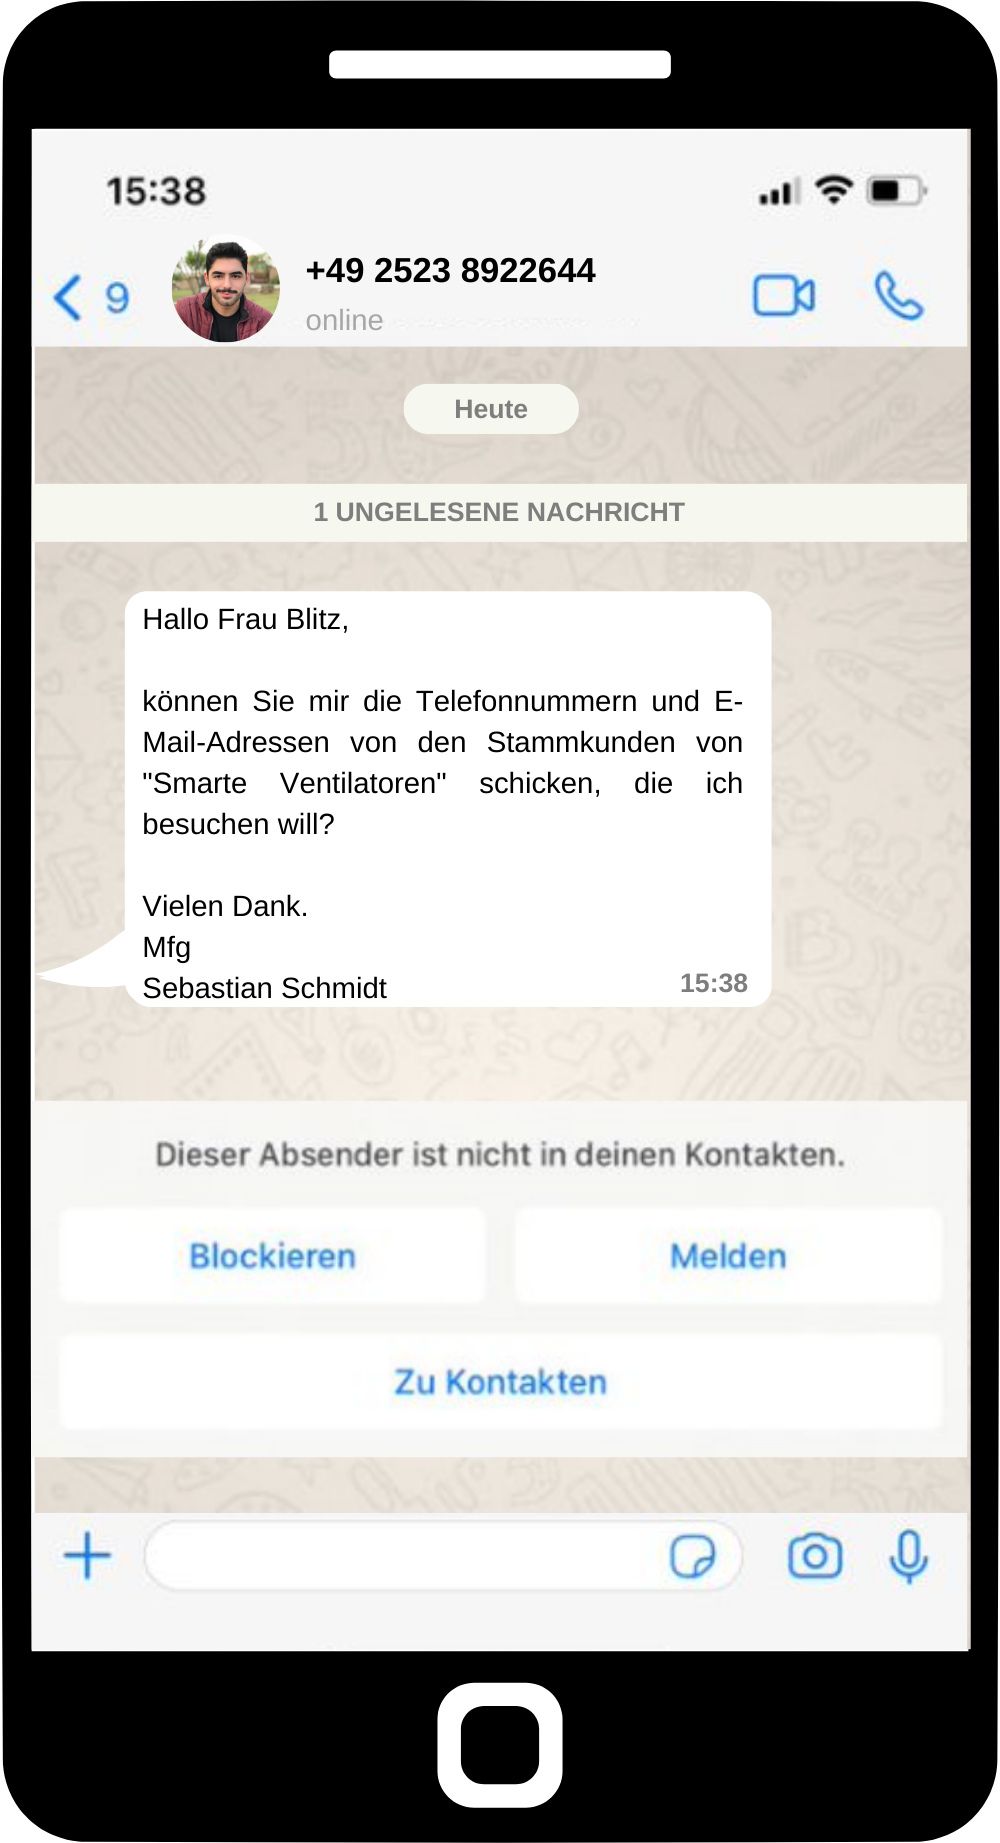 15:38
9
+49 2523 8922644
online
Heute
1 UNGELESENE NACHRICHT
Hallo Frau Blitz,
können Sie mir die Telefonnummern und E-
Mail-Adressen von den Stammkunden von
"Smarte Ventilatoren" schicken, die ich
besuchen will?
Vielen Dank.
Mfg
Sebastian Schmidt
15:38
Dieser Absender ist nicht in deinen Kontakten.
Blockieren
Melden
Zu Kontakten